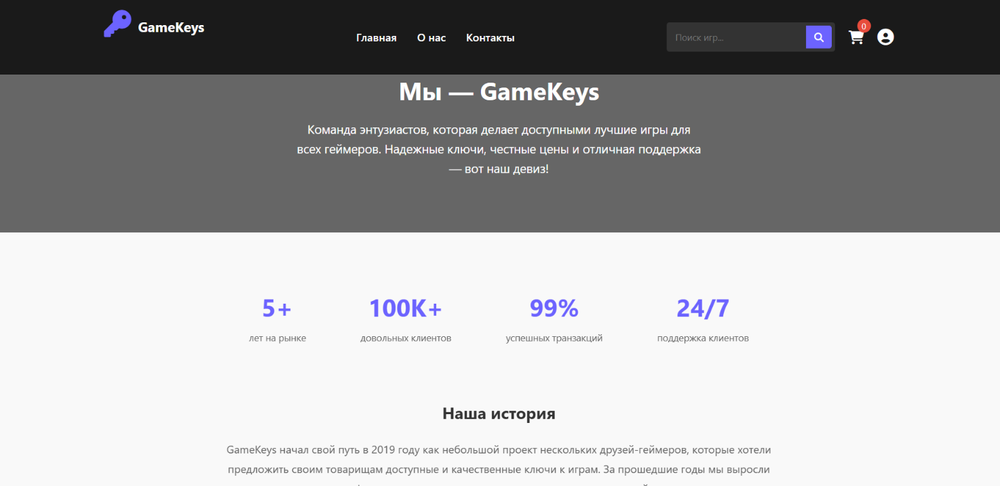 GameKeys
Главная О нас Контакты
Поиск игр...
0
Мы — GameKeys
Команда энтузиастов, которая делает доступными лучшие игры для
всех геймеров. Надежные ключи, честные цены и отличная поддержка
— вот наш девиз!
5+ 100K+ 99% 24/7
лет на рынке довольных клиентов успешных транзакций поддержка клиентов
Наша история
GameKeys начал свой путь в 2019 году как небольшой проект нескольких друзей-геймеров, которые хотели
предложить своим товарищам доступные и качественные ключи к играм. За прошедшие годы мы выросли